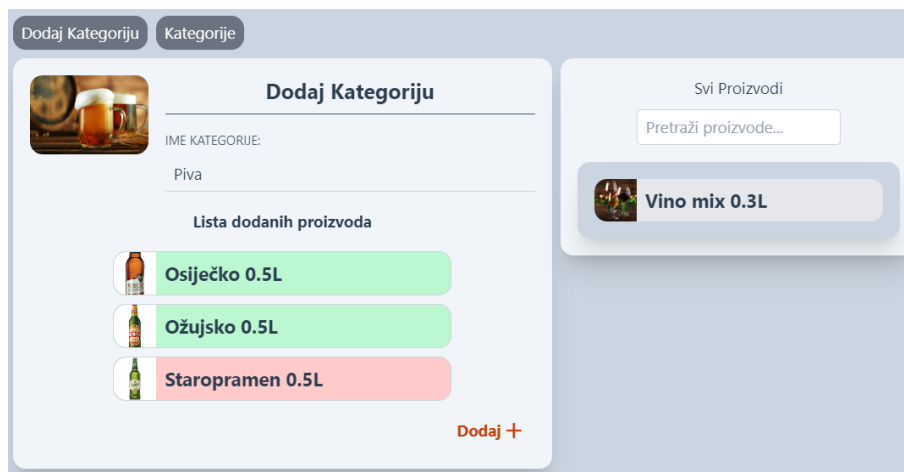 Dodaj Kategoriju
Kategorije
Dodaj Kategoriju
IME KATEGORIJE:
Piva
Lista dodanih proizvoda
Osiječko 0.5L
Ožujsko 0.5L
Staropramen 0.5L
Dodaj +
Svi Proizvodi
Pretraži proizvode...
Vino mix 0.3L